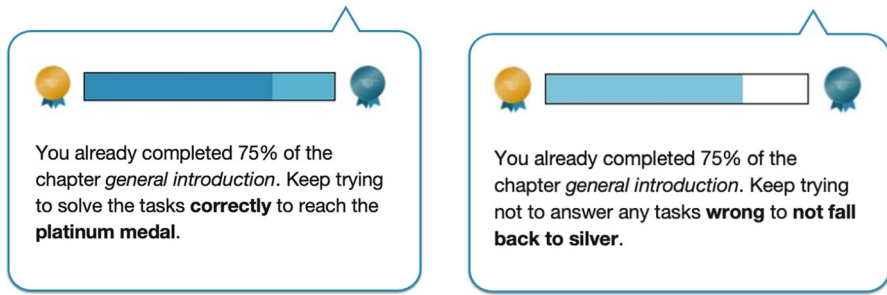 You already completed 75% of the
chapter general introduction. Keep trying
to solve the tasks correctly to reach the
platinum medal.
You already completed 75% of the
chapter general introduction. Keep trying
not to answer any tasks wrong to not fall
back to silver.